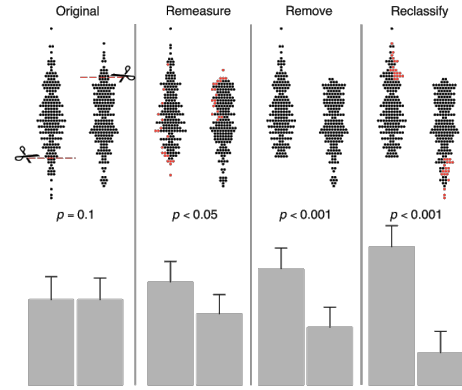 Original
Remeasure
Remove
Reclassify
p = 0.1
p < 0.05
p < 0.001
p < 0.001